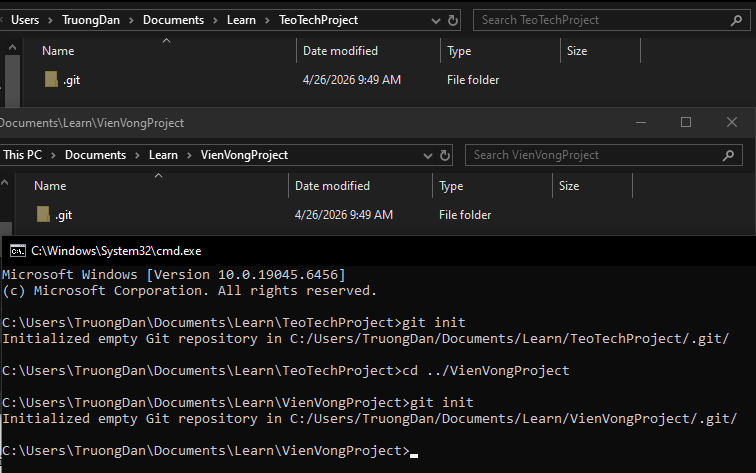 Users > TruongDan > Documents > Learn > TeoTechProject Search TeoTechProject
Name Date modified Type Size
.git 4/26/2026 9:49 AM File folder
Documents\Learn\VienVongProject
This PC > Documents > Learn > VienVongProject Search VienVongProject
Name Date modified Type Size
.git 4/26/2026 9:49 AM File folder
C:\Windows\System32\cmd.exe
Microsoft Windows [Version 10.0.19045.6456]
(c) Microsoft Corporation. All rights reserved.
C:\Users\TruongDan\Documents\Learn\TeoTechProject>git init
Initialized empty Git repository in C:/Users/TruongDan/Documents/Learn/TeoTechProject/.git/
C:\Users\TruongDan\Documents\Learn\TeoTechProject>cd ../VienVongProject
C:\Users\TruongDan\Documents\Learn\VienVongProject>git init
Initialized empty Git repository in C:/Users/TruongDan/Documents/Learn/VienVongProject/.git/
C:\Users\TruongDan\Documents\Learn\VienVongProject>